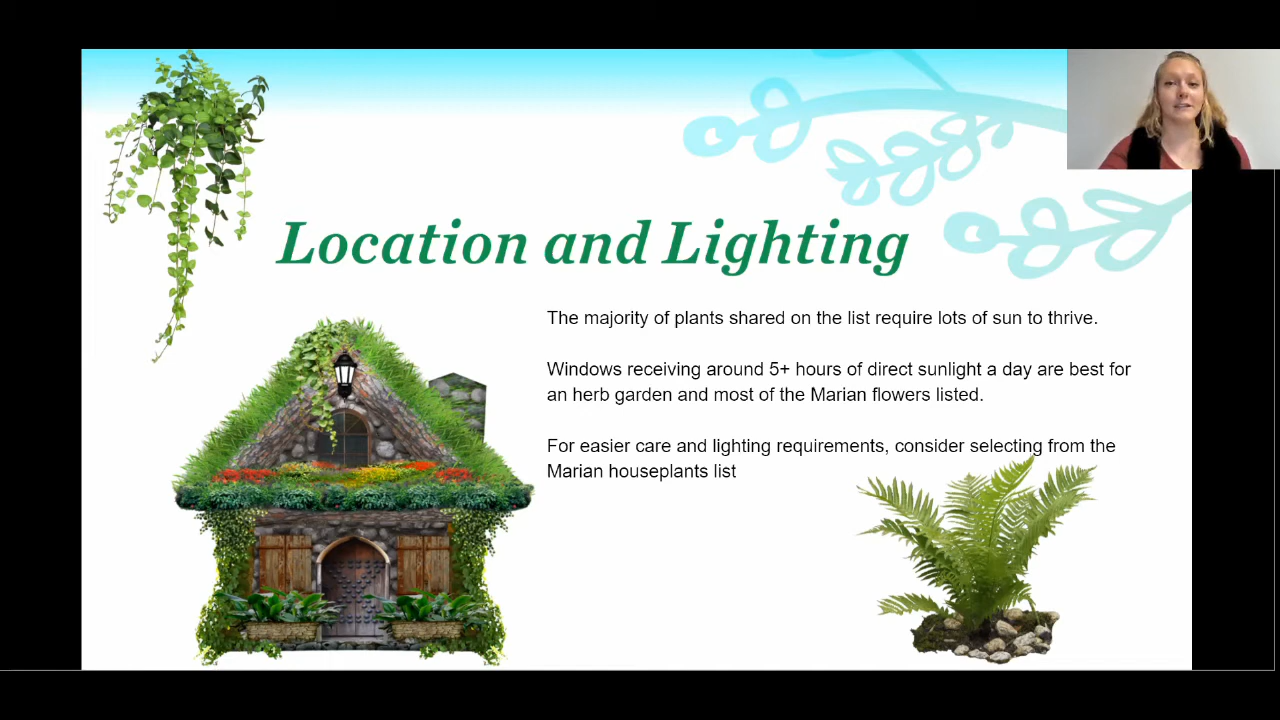 Location and Lighting
The majority of plants shared on the list require lots of sun to thrive.
Windows receiving around 5+ hours of direct sunlight a day are best for
an herb garden and most of the Marian flowers listed.
For easier care and lighting requirements, consider selecting from the
Marian houseplants list